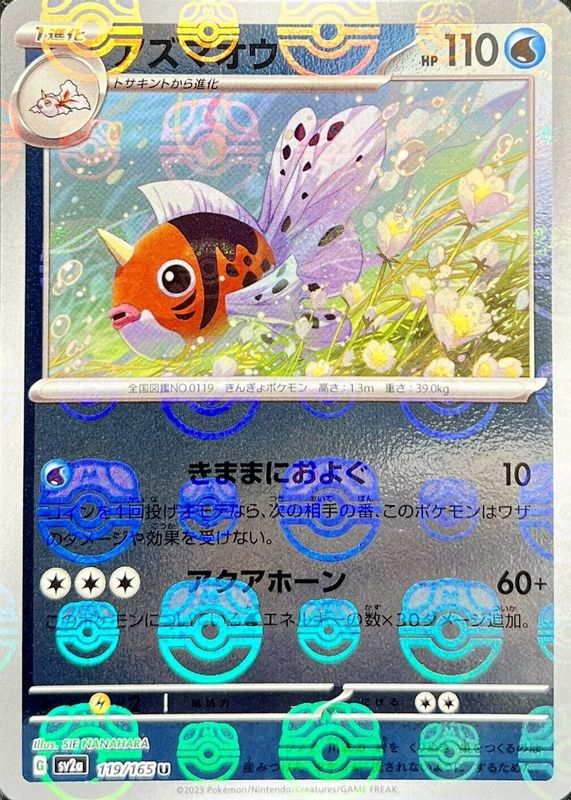 1進化
アズマオウ
HP 110
トサキントから進化
全国図鑑NO.0119 きんぎょポケモン 高さ:1.3m 重さ:39.0kg
きままにおよぐ 10
コインを1回投げオモテなら、次の相手の番、このポケモンはワザ
のダメージや効果を受けない。
アクアホーン 60+
このポケモンについている エネルギーの数×30ダメージ追加。
×2 抵抗力 にげる
Illus. SIE NANAHARA
G sv2a 119/165 U
©2023 Pokémon/Nintendo/Creatures/GAME FREAK.